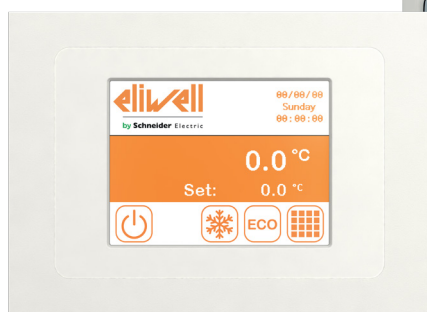 eliwell
by Schneider Electric
00/00/00
Sunday
00:00:00
0.0 °C
Set: 0.0 °C
ECO